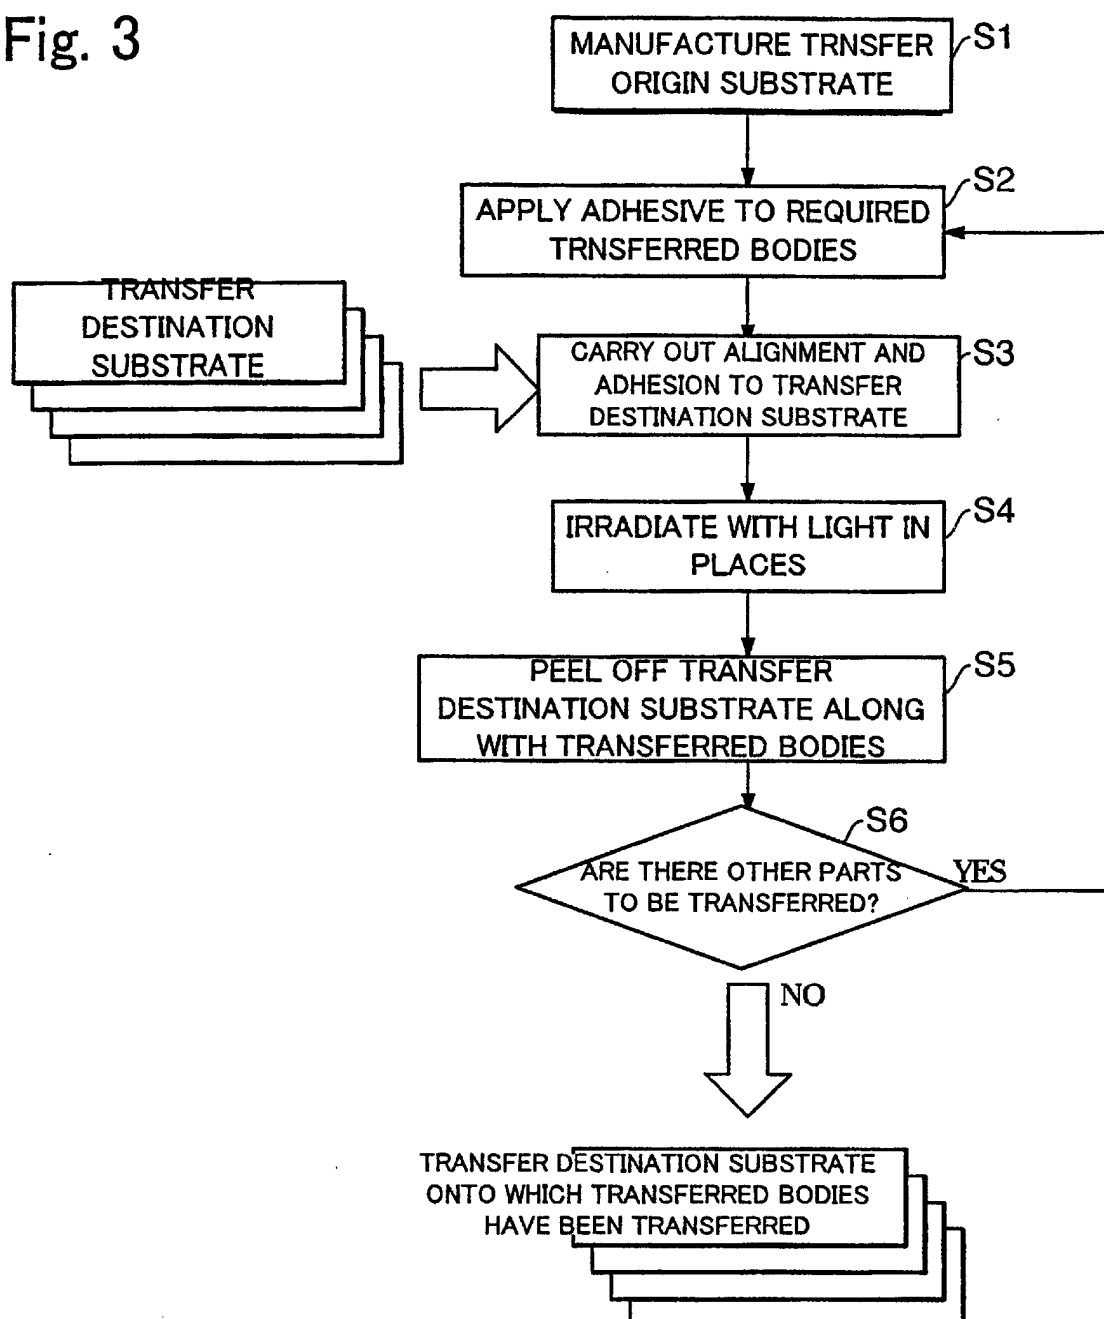 Fig. 3
MANUFACTURE TRNSFER
ORIGIN SUBSTRATE
S1
APPLY ADHESIVE TO REQUIRED
TRNSFERRED BODIES
S2
TRANSFER
DESTINATION
SUBSTRATE
CARRY OUT ALIGNMENT AND
ADHESION TO TRANSFER
DESTINATION SUBSTRATE
S3
IRRADIATE WITH LIGHT IN
PLACES
S4
PEEL OFF TRANSFER
DESTINATION SUBSTRATE ALONG
WITH TRANSFERRED BODIES
S5
S6
ARE THERE OTHER PARTS
TO BE TRANSFERRED?
YES
NO
TRANSFER DESTINATION SUBSTRATE
ONTO WHICH TRANSFERRED BODIES
HAVE BEEN TRANSFERRED